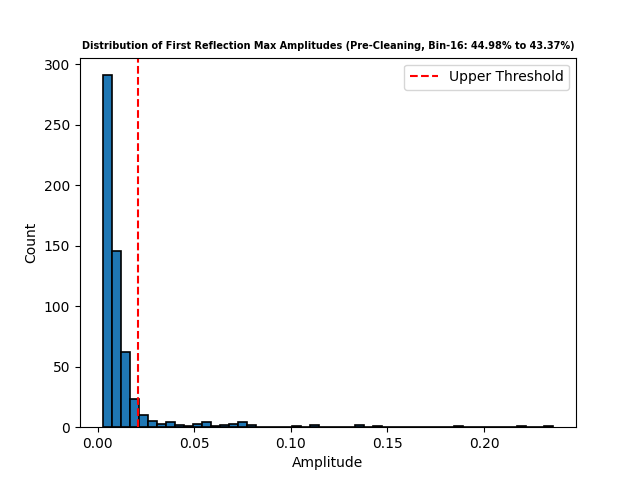 Distribution of First Reflection Max Amplitudes (Pre-Cleaning, Bin-16: 44.98% to 43.37%)
Upper Threshold
300
250
200
150
100
50
0
Count
0.00 0.05 0.10 0.15 0.20
Amplitude